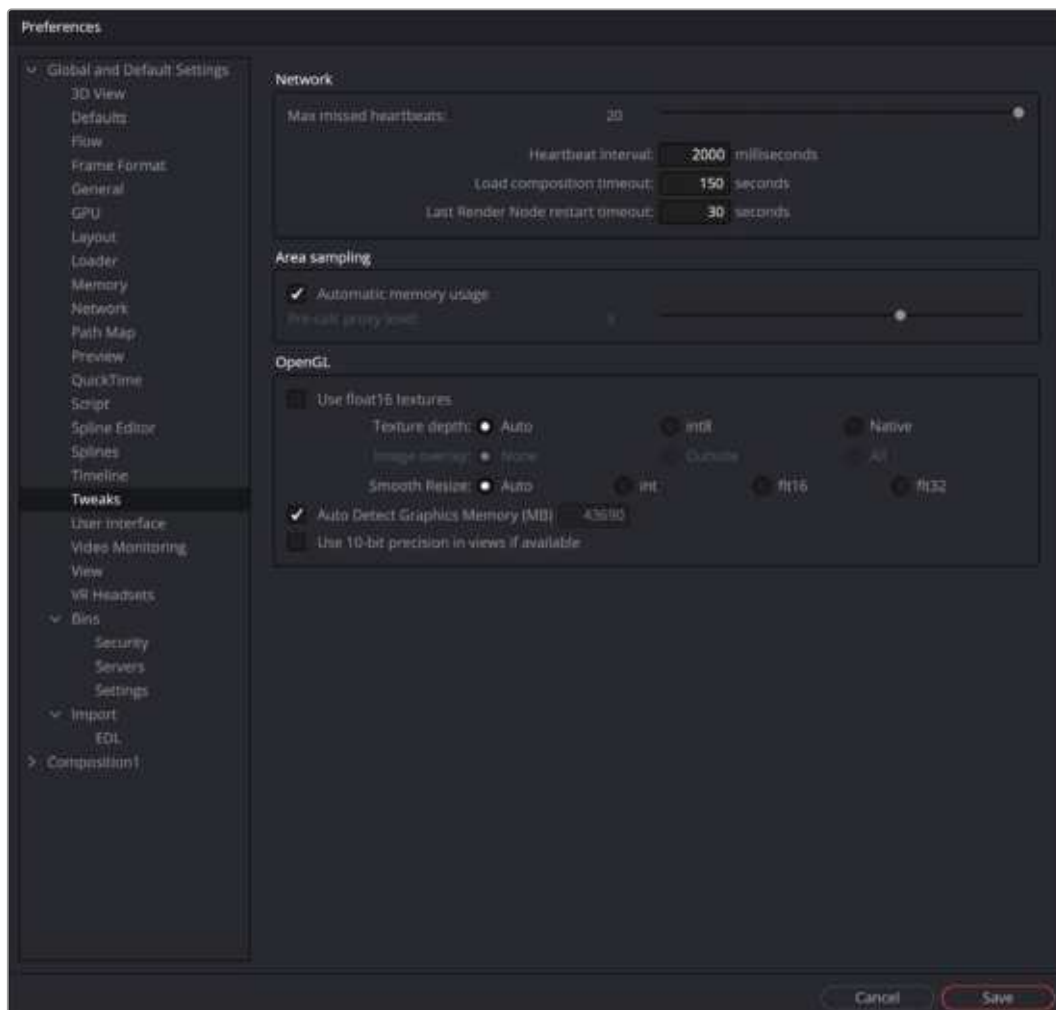 Preferences
Global and Default Settings
3D View
Defaults
Flow
Frame Format
General
GPU
Layout
Loader
Memory
Network
Path Map
Preview
QuickTime
Script
Spline Editor
Splines
Timeline
Tweaks
User Interface
Video Monitoring
View
VR Headsets
Bins
Security
Servers
Settings
Import
EDL
Composition1
Network
Max missed heartbeats: 20
Heartbeat Interval: 2000 milliseconds
Load composition timeout: 150 seconds
Last Render Node restart timeout: 30 seconds
Area sampling
Automatic memory usage
Pre-calc proxy level:
OpenGL
Use float16 textures
Texture depth: Auto int8 Native
Image overlay: None Outside All
Smooth Resize: Auto int flt16 flt32
Auto Detect Graphics Memory (MB) 43690
Use 10-bit precision in views if available
Cancel Save